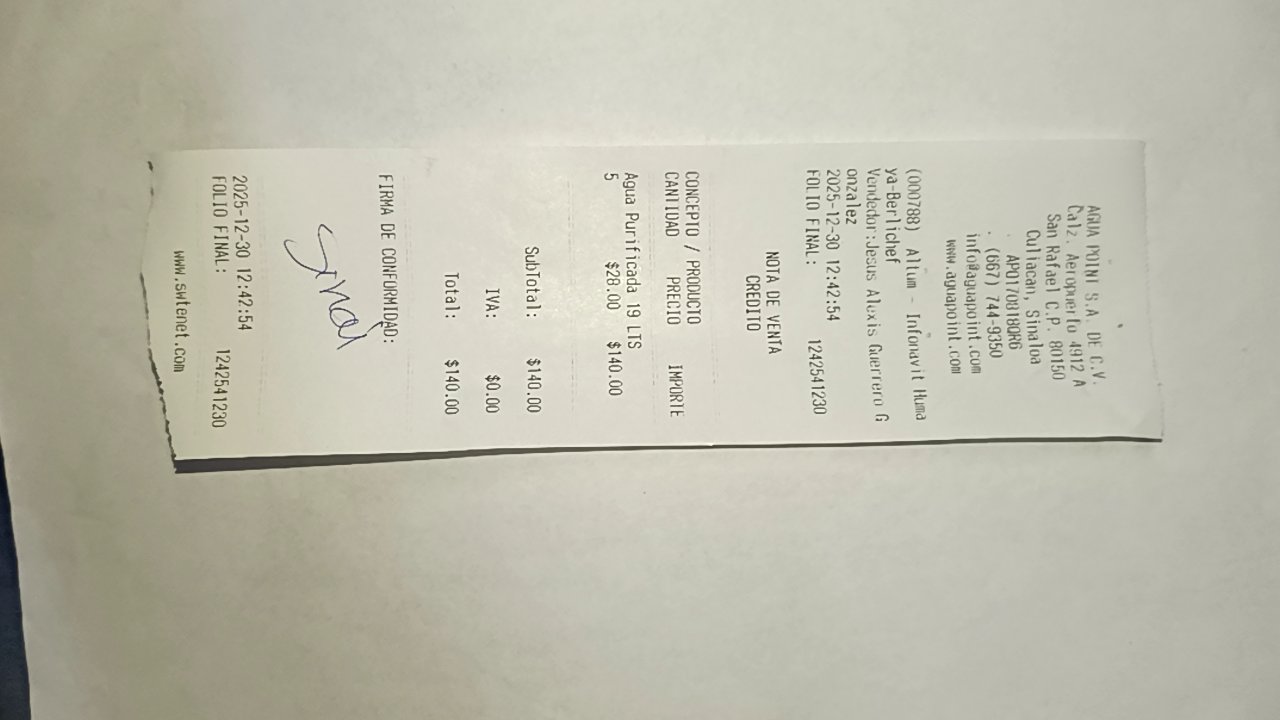 AGUA POINT S.A. DE C.V.
Calz. Aeropuerto 4912 A
San Rafael C.P. 80150
Culiacan, Sinaloa
APO170818QR6
. (667) 744-9350
info@aguapoint.com
www.aguapoint.com
(000788) Altum - Infonavit Huma
ya-Berlichef
Vendedor:Jesus Alexis Guerrero G
onzalez
2025-12-30 12:42:54
FOLIO FINAL: 1242541230
NOTA DE VENTA
CREDITO
CONCEPTO / PRODUCTO
CANTIDAD PRECIO IMPORTE
Agua Purificada 19 LTS
5 $28.00 $140.00
SubTotal: $140.00
IVA: $0.00
Total: $140.00
FIRMA DE CONFORMIDAD:
2025-12-30 12:42:54
FOLIO FINAL: 1242541230
www.swtenet.com